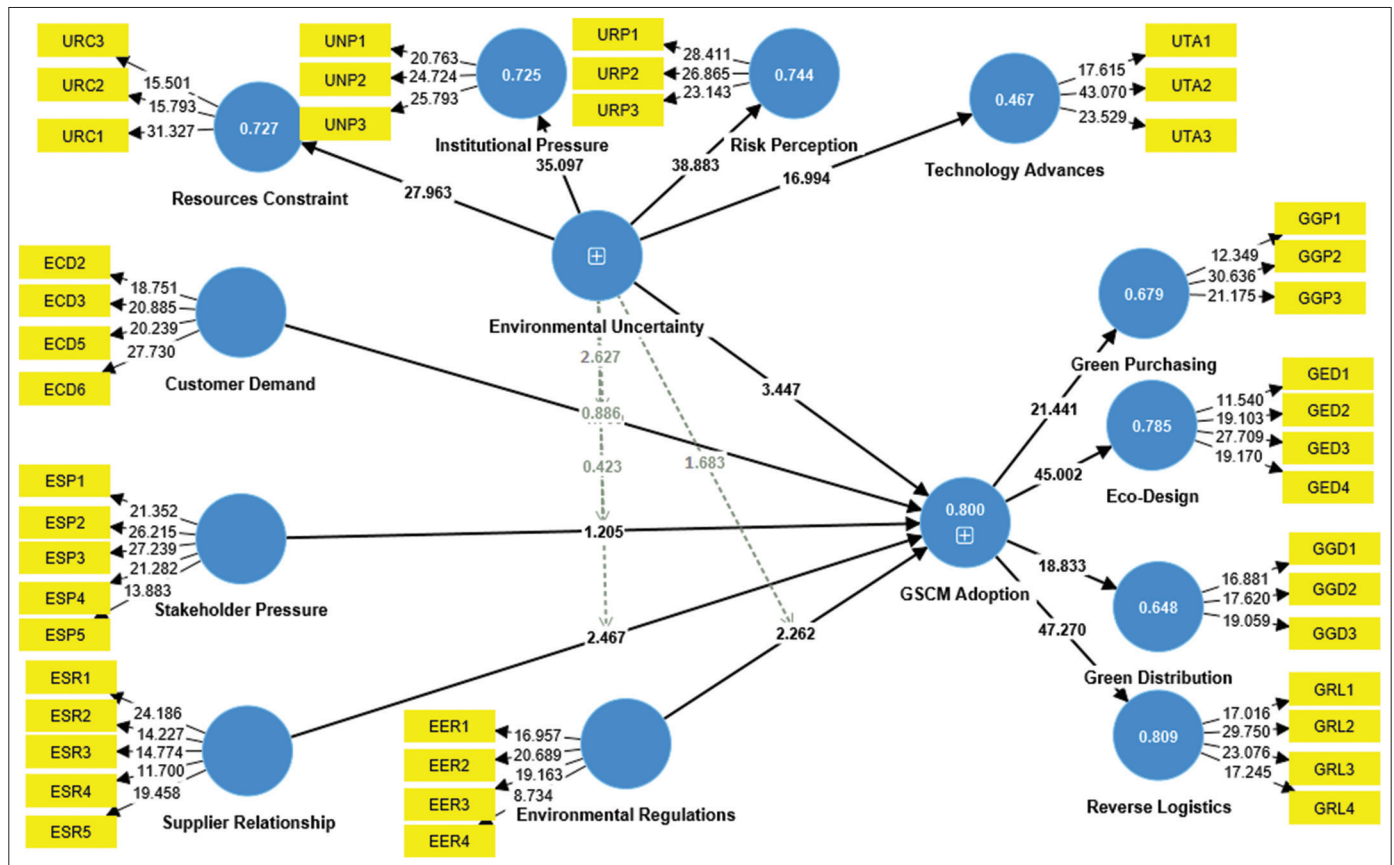 URC3
URC2
URC1
15.501
15.793
31.327
0.727
Resources Constraint
UNP1
UNP2
UNP3
20.763
24.724
25.793
0.725
Institutional Pressure
URP1
URP2
URP3
28.411
26.865
23.143
0.744
Risk Perception
0.467
Technology Advances
17.615
43.070
23.529
UTA1
UTA2
UTA3
27.963
35.097
38.883
16.994
Environmental Uncertainty
ECD2
ECD3
ECD5
ECD6
18.751
20.885
20.239
27.730
Customer Demand
2.627
0.886
0.423
1.683
3.447
ESP1
ESP2
ESP3
ESP4
ESP5
21.352
26.215
27.239
21.282
13.883
Stakeholder Pressure
1.205
2.467
2.262
ESR1
ESR2
ESR3
ESR4
ESR5
24.186
14.227
14.774
11.700
19.458
Supplier Relationship
EER1
EER2
EER3
EER4
16.957
20.689
19.163
8.734
Environmental Regulations
0.800
GSCM Adoption
21.441
45.002
18.833
47.270
0.679
Green Purchasing
12.349
30.636
21.175
GGP1
GGP2
GGP3
0.785
Eco-Design
11.540
19.103
27.709
19.170
GED1
GED2
GED3
GED4
0.648
Green Distribution
16.881
17.620
19.059
GGD1
GGD2
GGD3
0.809
Reverse Logistics
17.016
29.750
23.076
17.245
GRL1
GRL2
GRL3
GRL4